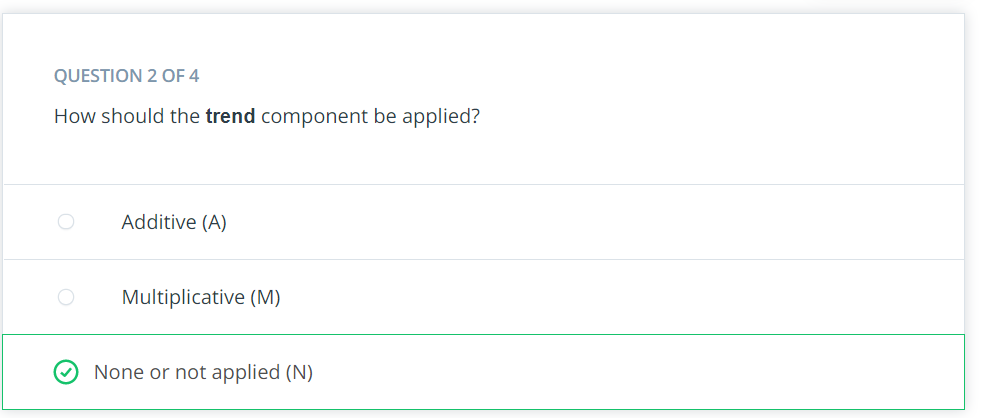 QUESTION 2 OF 4
How should the trend component be applied?
Additive (A)
Multiplicative (M)
None or not applied (N)